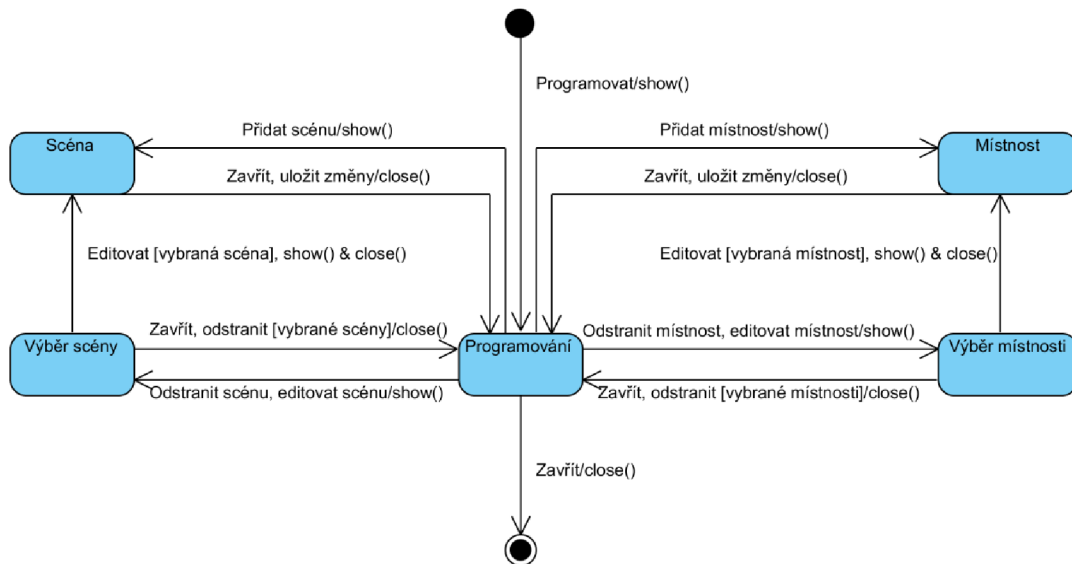 Programovat/show()
Přidat scénu/show()
Přidat místnost/show()
Scéna
Místnost
Zavřít, uložit změny/close()
Zavřít, uložit změny/close()
Editovat [vybraná scéna], show() & close()
Editovat [vybraná místnost], show() & close()
Zavřít, odstranit [vybrané scény]/close()
Odstranit místnost, editovat místnost/show()
Výběr scény
Programování
Výběr místnosti
Odstranit scénu, editovat scénu/show()
Zavřít, odstranit [vybrané místnosti]/close()
Zavřít/close()